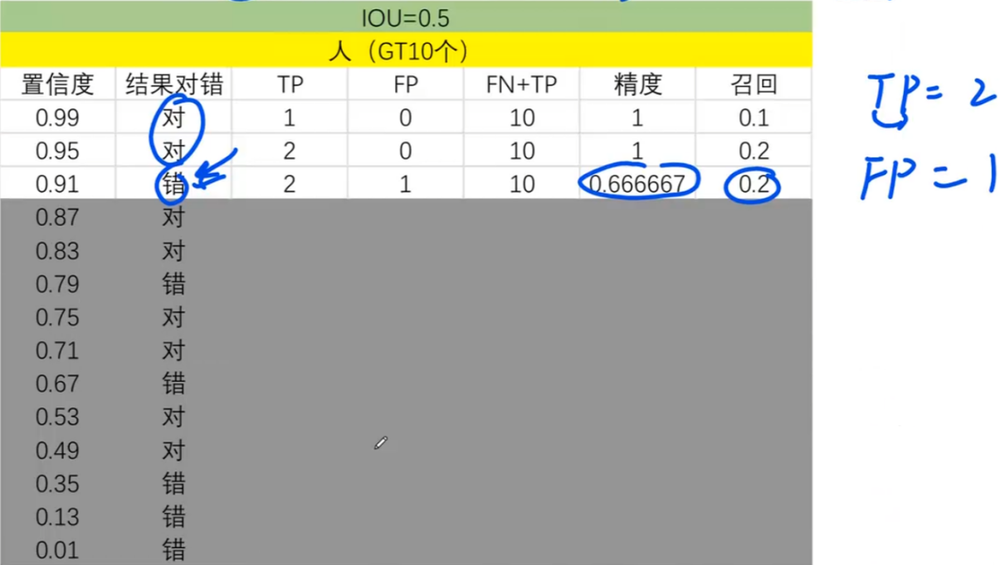 IOU=0.5
人（GT10个）
置信度 结果对错 TP FP FN+TP 精度 召回
0.99 对 1 0 10 1 0.1
TP= 2
0.95 对 2 0 10 1 0.2
0.91 错 2 1 10 0.666667 0.2
FP = 1
0.87 对
0.83 对
0.79 错
0.75 对
0.71 对
0.67 错
0.53 对
0.49 对
0.35 错
0.13 错
0.01 错